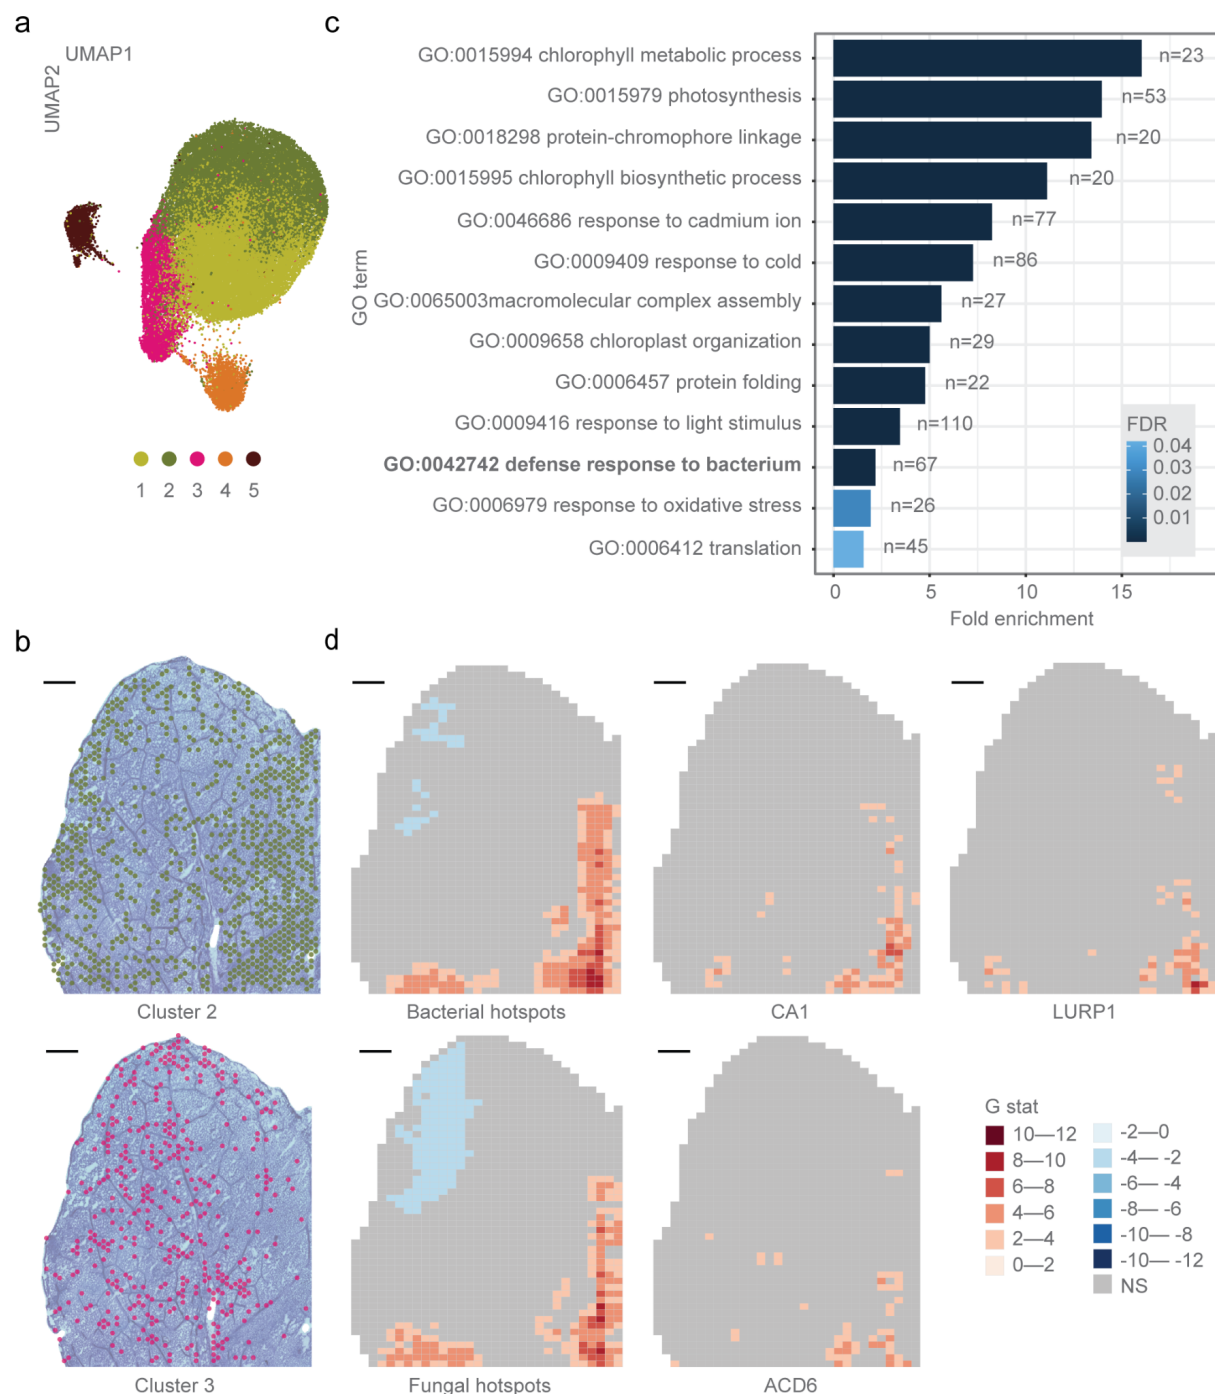 a
UMAP1
UMAP2
1 2 3 4 5
c
GO term
GO:0015994 chlorophyll metabolic process n=23
GO:0015979 photosynthesis n=53
GO:0018298 protein-chromophore linkage n=20
GO:0015995 chlorophyll biosynthetic process n=20
GO:0046686 response to cadmium ion n=77
GO:0009409 response to cold n=86
GO:0065003macromolecular complex assembly n=27
GO:0009658 chloroplast organization n=29
GO:0006457 protein folding n=22
GO:0009416 response to light stimulus n=110
GO:0042742 defense response to bacterium n=67
GO:0006979 response to oxidative stress n=26
GO:0006412 translation n=45
FDR
0.04
0.03
0.02
0.01
0 5 10 15
Fold enrichment
b
Cluster 2
Cluster 3
d
Bacterial hotspots
CA1
LURP1
Fungal hotspots
ACD6
G stat
10—12
8—10
6—8
4—6
2—4
0—2
-2—0
-4— -2
-6— -4
-8— -6
-10— -8
-10— -12
NS